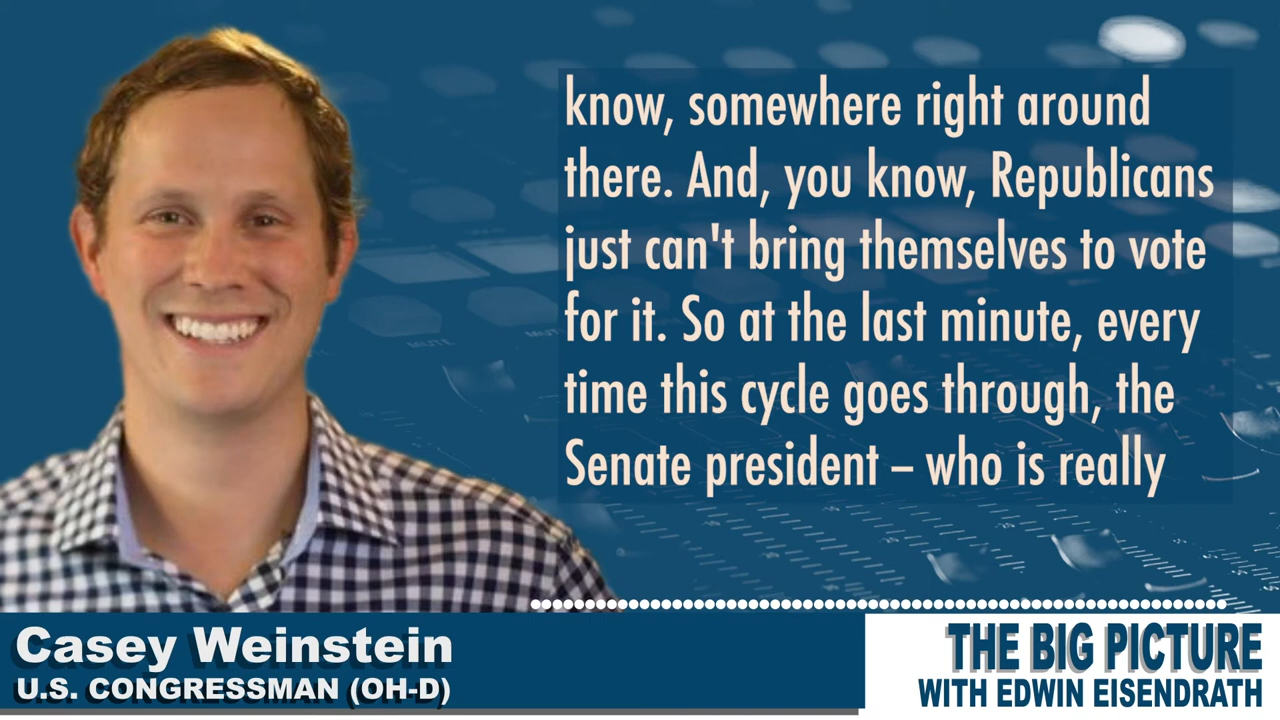 know, somewhere right around
there. And, you know, Republicans
just can't bring themselves to vote
for it. So at the last minute, every
time this cycle goes through, the
Senate president – who is really
Casey Weinstein
U.S. CONGRESSMAN (OH-D)
THE BIG PICTURE
WITH EDWIN EISENDRATH
MUTE